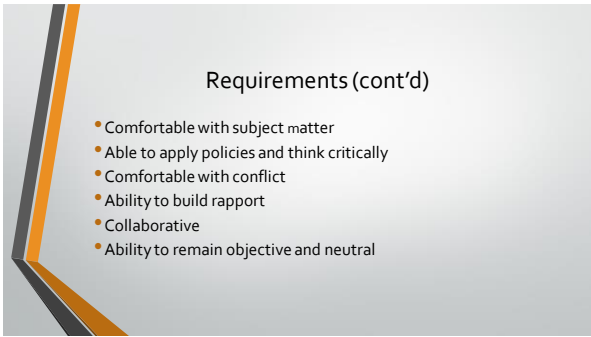 Requirements (cont’d)
• Comfortable with subject matter
• Able to apply policies and think critically
• Comfortable with conflict
• Ability to build rapport
• Collaborative
• Ability to remain objective and neutral